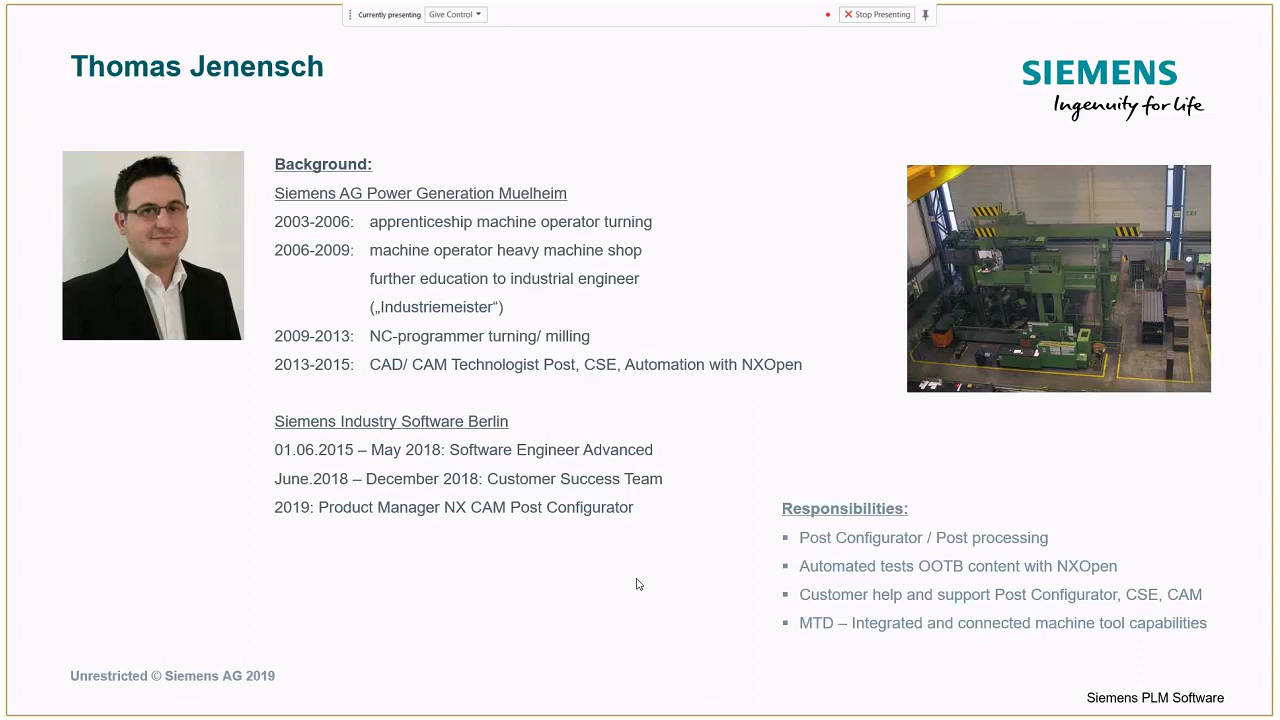 Currently presenting
Give Control
Stop Presenting
Thomas Jenensch
SIEMENS
Ingenuity for life
Background:
Siemens AG Power Generation Muelheim
2003-2006: apprenticeship machine operator turning
2006-2009: machine operator heavy machine shop
further education to industrial engineer
(„Industriemeister“)
2009-2013: NC-programmer turning/ milling
2013-2015: CAD/ CAM Technologist Post, CSE, Automation with NXOpen
Siemens Industry Software Berlin
01.06.2015 – May 2018: Software Engineer Advanced
June.2018 – December 2018: Customer Success Team
2019: Product Manager NX CAM Post Configurator
Responsibilities:
▪ Post Configurator / Post processing
▪ Automated tests OOTB content with NXOpen
▪ Customer help and support Post Configurator, CSE, CAM
▪ MTD – Integrated and connected machine tool capabilities
Unrestricted © Siemens AG 2019
Siemens PLM Software